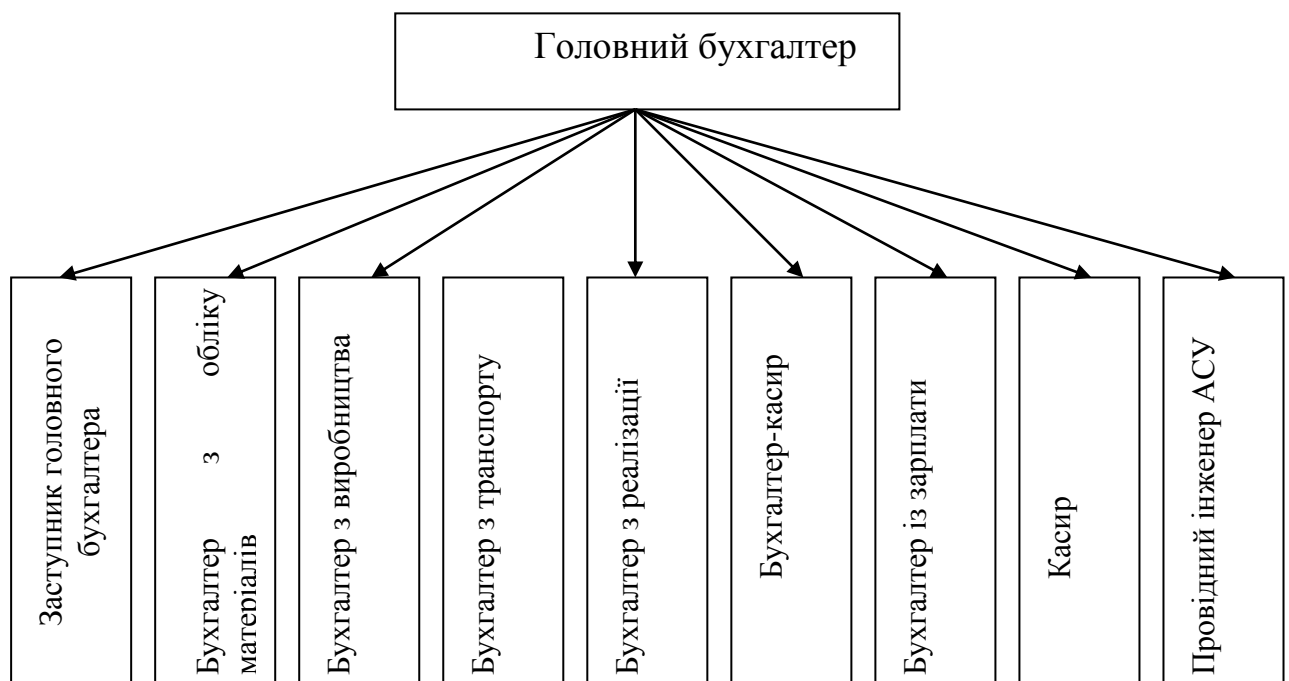 Головний бухгалтер
Заступник головного
бухгалтера
Бухгалтер з обліку
матеріалів
Бухгалтер з виробництва
Бухгалтер з транспорту
Бухгалтер з реалізації
Бухгалтер-касир
Бухгалтер із зарплати
Касир
Провідний інженер АСУ